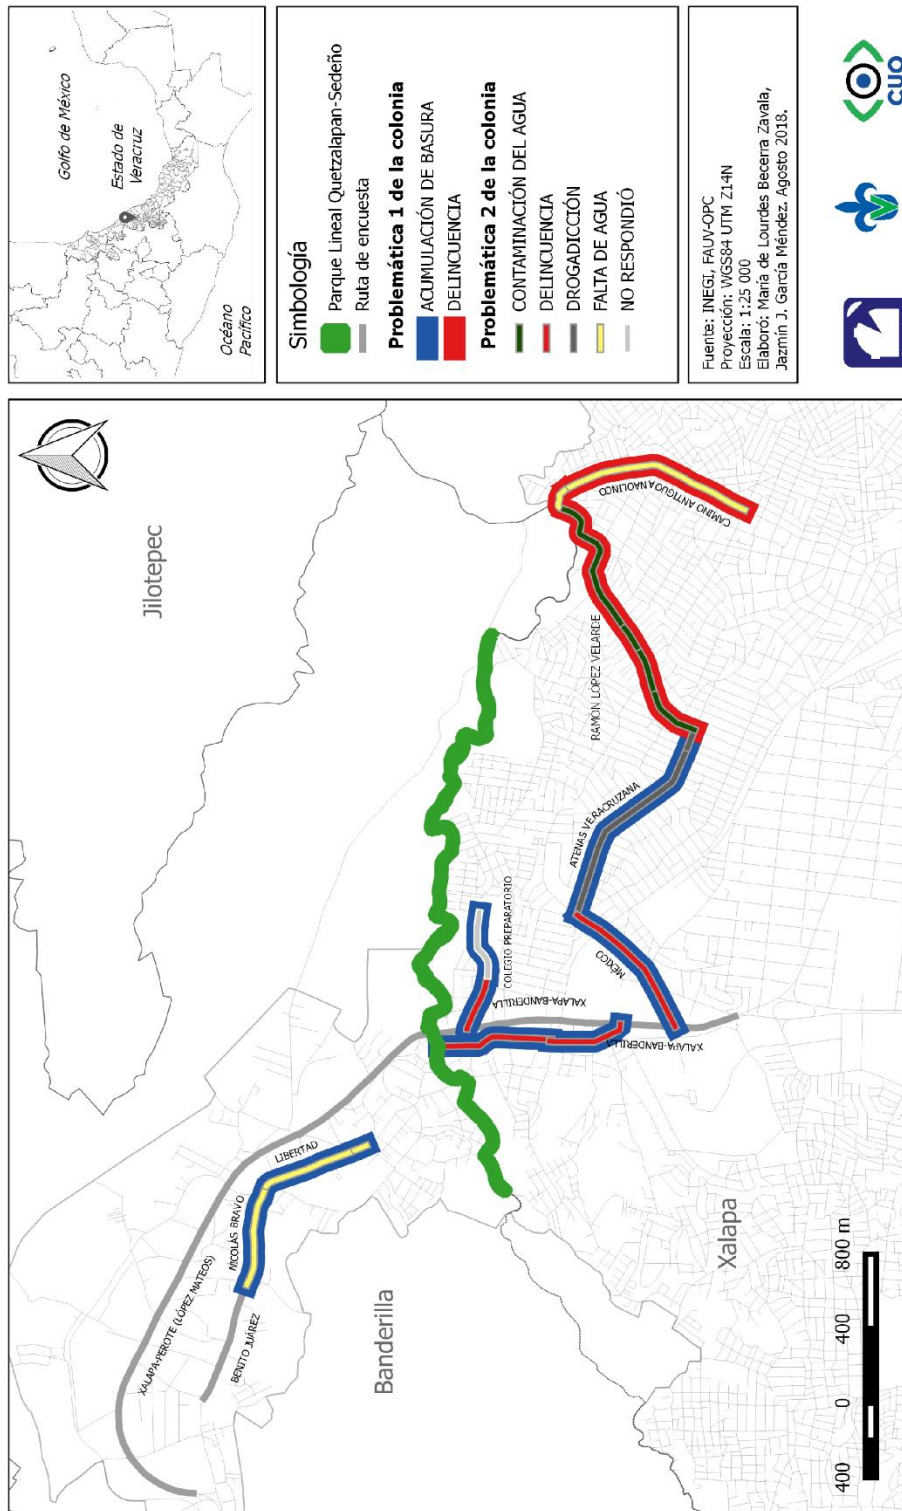 Jilotepec
Banderilla
Xalapa
XALAPA-PEROTE (LÓPEZ MATEOS)
BENITO JUÁREZ
NICOLÁS BRAVO
LIBERTAD
XALAPA-BANDERILLA
COLEGIO PREPARATORIO
XALAPA-BANDERILLA
MÉXICO
ATENAS VERACRUZANA
RAMÓN LÓPEZ VELARDE
CAMINO ANTIGUO A NAOLINCO
400 0 400 800 m
Golfo de México
Estado de
Veracruz
Océano
Pacífico
Simbología
Parque Lineal Quetzalapan-Sedeño
Ruta de encuesta
Problemática 1 de la colonia
ACUMULACIÓN DE BASURA
DELINCUENCIA
Problemática 2 de la colonia
CONTAMINACIÓN DEL AGUA
DELINCUENCIA
DROGADICCIÓN
FALTA DE AGUA
NO RESPONDIÓ
Fuente: INEGI, FAUV-OPC
Proyección: WGS84 UTM Z14N
Escala: 1:25 000
Elaboró: María de Lourdes Becerra Zavala,
Jazmín J. García Méndez. Agosto 2018.
CUO